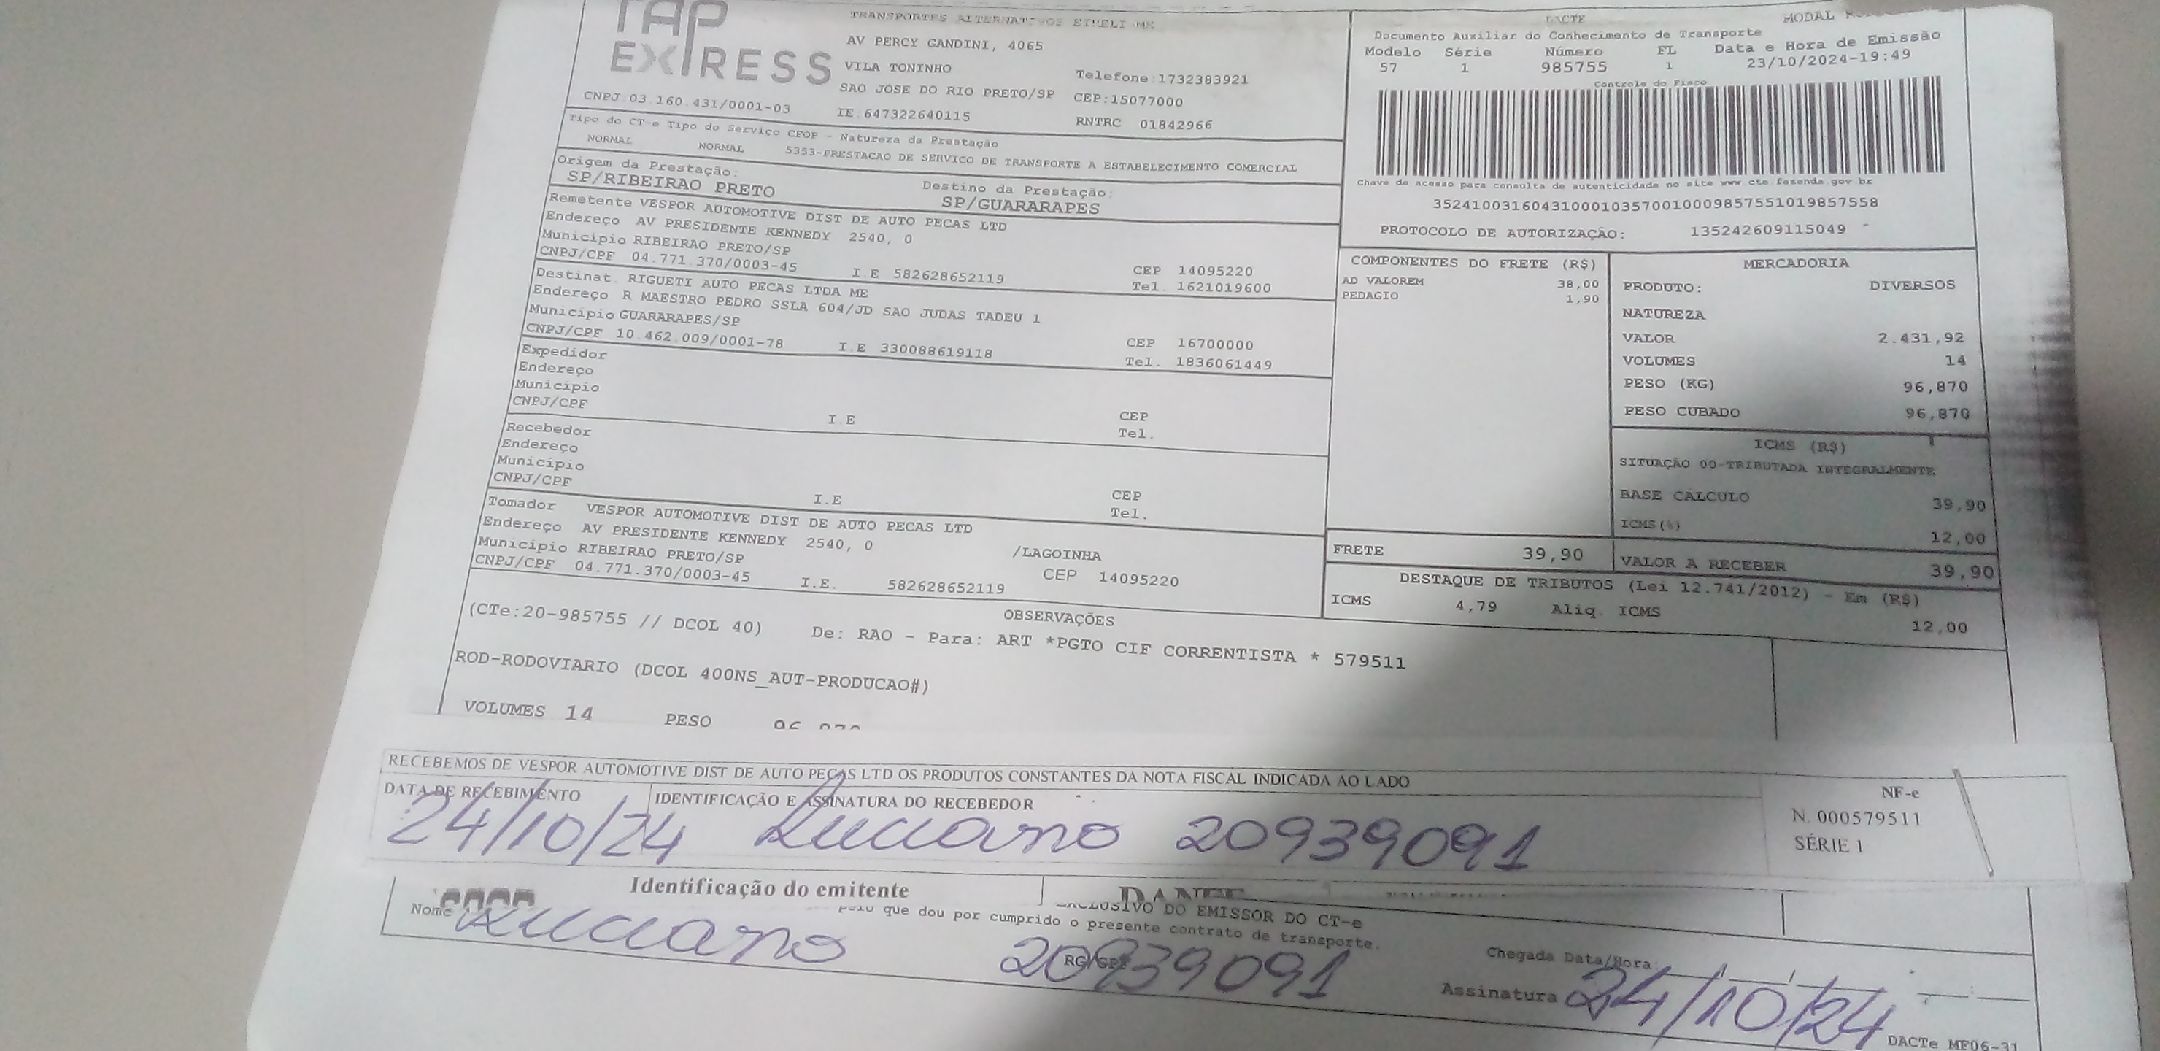 TAP
EXPRESS
TRANSPORTES ALTERNATIVOS EIRELI ME
AV PERCY GANDINI, 4065
VILA TONINHO
Telefone:1732383921
SAO JOSE DO RIO PRETO/SP CEP:15077000
CNPJ.03.160.431/0001-03 IE.647322640115 RNTRC 01842966
DACTE
MODAL
Documento Auxiliar do Conhecimento de Transporte
Modelo Série Número FL Data e Hora de Emissão
57 1 985755 1 23/10/2024-19:49
Controle do Fisco
Chave de acesso para consulta de autenticidade no site www.cte.fazenda.gov.br
35241003160431000103570010009857551019857558
PROTOCOLO DE AUTORIZAÇÃO: 135242609115049
Tipo do CT-e Tipo do Serviço CFOP - Natureza da Prestação
NORMAL NORMAL 5353-PRESTACAO DE SERVICO DE TRANSPORTE A ESTABELECIMENTO COMERCIAL
Origem da Prestação: Destino da Prestação:
SP/RIBEIRAO PRETO SP/GUARARAPES
Remetente VESPOR AUTOMOTIVE DIST DE AUTO PECAS LTD
Endereço AV PRESIDENTE KENNEDY 2540, 0
Município RIBEIRAO PRETO/SP CEP 14095220
CNPJ/CPF 04.771.370/0003-45 I.E 582628652119 Tel. 1621019600
Destinat. RIGUETI AUTO PECAS LTDA ME
Endereço R MAESTRO PEDRO SSLA 604/JD SAO JUDAS TADEU 1
Município GUARARAPES/SP CEP 16700000
CNPJ/CPF 10.462.009/0001-78 I.E 330088619118 Tel. 1836061449
Expedidor
Endereço
Município CEP
CNPJ/CPF I.E Tel.
Recebedor
Endereço
Município CEP
CNPJ/CPF I.E Tel.
Tomador VESPOR AUTOMOTIVE DIST DE AUTO PECAS LTD
Endereço AV PRESIDENTE KENNEDY 2540, 0 /LAGOINHA
Município RIBEIRAO PRETO/SP CEP 14095220
CNPJ/CPF 04.771.370/0003-45 I.E. 582628652119
COMPONENTES DO FRETE (R$)
AD VALOREM 38,00
PEDAGIO 1,90
MERCADORIA
PRODUTO: DIVERSOS
NATUREZA
VALOR 2.431,92
VOLUMES 14
PESO (KG) 96,870
PESO CUBADO 96,870
ICMS (R$)
SITUAÇÃO 00-TRIBUTADA INTEGRALMENTE
BASE CALCULO 39,90
ICMS(%) 12,00
FRETE 39,90 VALOR A RECEBER 39,90
DESTAQUE DE TRIBUTOS (Lei 12.741/2012) - Em (R$)
ICMS 4,79 Aliq. ICMS 12,00
OBSERVAÇÕES
(CTe:20-985755 // DCOL 40) De: RAO - Para: ART *PGTO CIF CORRENTISTA * 579511
ROD-RODOVIARIO (DCOL 400NS_AUT-PRODUCAO#)
VOLUMES 14 PESO
RECEBEMOS DE VESPOR AUTOMOTIVE DIST DE AUTO PEÇAS LTD OS PRODUTOS CONSTANTES DA NOTA FISCAL INDICADA AO LADO
DATA DE RECEBIMENTO IDENTIFICAÇÃO E ASSINATURA DO RECEBEDOR
24/10/24 Luciano 20939091
NF-e
N. 000579511
SÉRIE 1
Identificação do emitente DANFE
EXCLUSIVO DO EMISSOR DO CT-e
que dou por cumprido o presente contrato de transporte.
Nome Luciano RG/CPF 20939091
Chegada Data/Hora
Assinatura 24/10/24
DACTe MF06-31